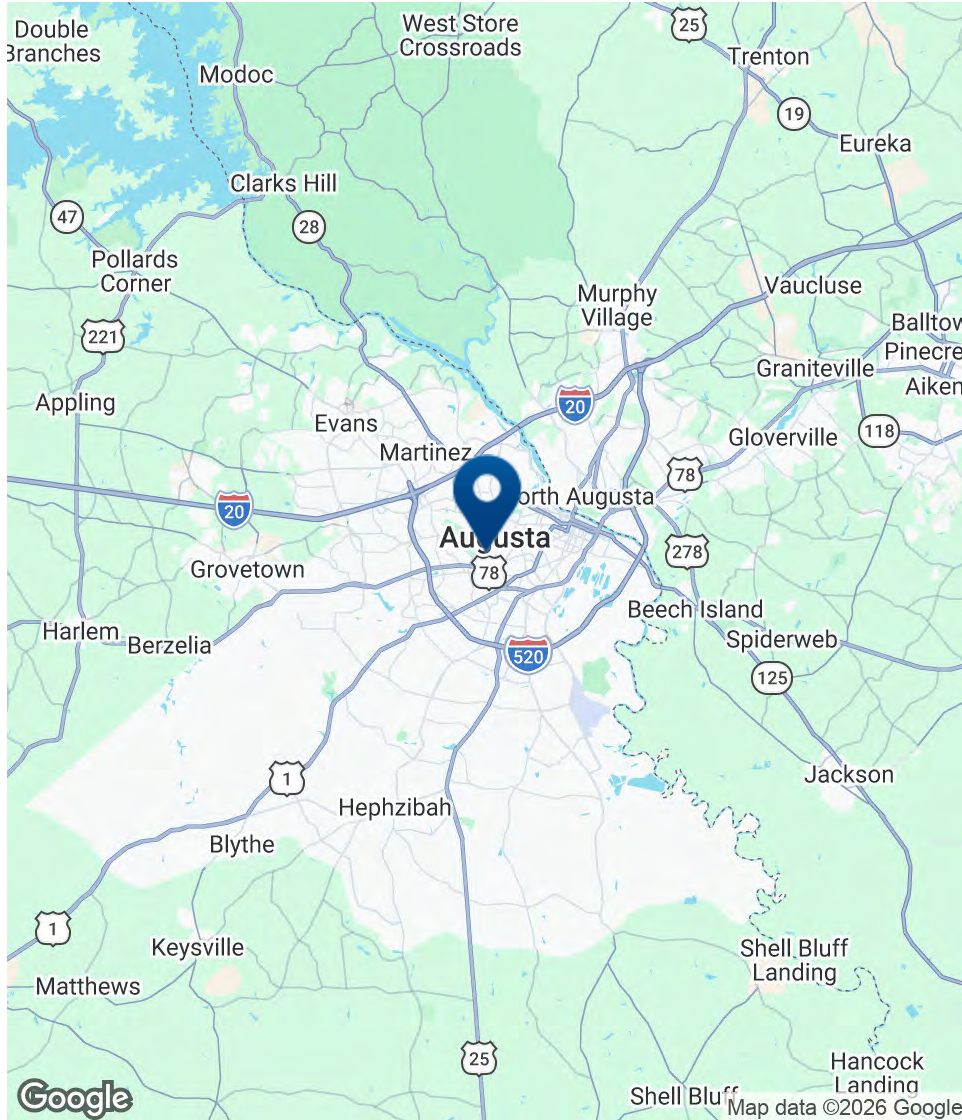 Double
Branches
West Store
Crossroads
25
Trenton
Modoc
19
Eureka
Clarks Hill
47
28
Pollards
Corner
Vaucluse
Murphy
Village
221
Balltow
Pinecre
Graniteville
Aiken
Appling
20
Evans
118
Gloverville
Martinez
78
orth Augusta
20
Augusta
278
Grovetown
78
Beech Island
Harlem
Berzelia
Spiderweb
520
125
1
Jackson
Hephzibah
Blythe
1
Keysville
Shell Bluff
Landing
Matthews
25
Hancock
Landing
Google
Shell Bluff
Map data ©2026 Google